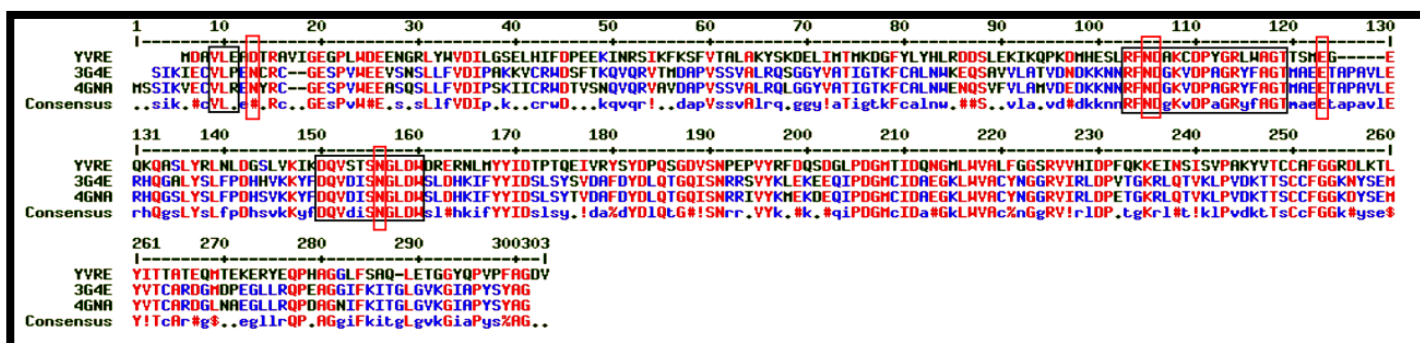 1 10 20 30 40 50 60 70 80 90 100 110 120 130
|--------+---------+---------+---------+---------+---------+---------+---------+---------+---------+---------+---------+---------|
YVRE MDAVLEADTRAVIGEGPLWDEENGRLYWVDILGSELHIFDPEEKINRSIKFKSFVTALAKYSKDELIMTMKDGFYLYHLRDDSLEKIKQPKDMHESLRFNDAKCDPYGRLWAGTTSMEG-----E
3G4E SIKIECVLPENCRC--GESPVWEEVSNSLLFVDIPAKKVCRWDSFTKQVQRVTMDAPVSSVALRQSGGYVATIGTKFCALNWKEQSAVVLATVDNDKKNNRFNDGKVDPAGRYFAGTMAEETAPAVLE
4GNA MSSIKVECVLRENYRC--GESPVWEEASQSLLFVDIPSKIICRWDTVSNQVQRVAVDAPVSSVALRQLGGYVATIGTKFCALNWENQSVFVLAMVDEDKKNNRFNDGKVDPAGRYFAGTMAEETAPAVLE
Consensus ..sik.#cVL.e#.Rc..GEsPvW#E.s.sLlfVDIp.k..crwD...kqvqr!..dapVssvAlrq.ggy!aTigtkFcalnw.##S..vla.vd#dkknnRFNDgKvDPaGRyfAGTmaeEtapavlE
131 140 150 160 170 180 190 200 210 220 230 240 250 260
|--------+---------+---------+---------+---------+---------+---------+---------+---------+---------+---------+---------+---------|
YVRE QKQASLYRLNLDGSLVKIKDQVSTSNGLDWDRERNLMYYIDTPTQEIVRYSYDPQSGDVSNPEPVYRFDQSDGLPDGMTIDQNGMLWVALFGGSRVVHIDPFQKKEINSISVPAKYVTCCAFGGRDLKTL
3G4E RHQGALYSLFPDHHVKKYFDQVDISNGLDWSLDHKIFYYIDSLSYSVDAFDYDLQTGQISNRRSVYKLEKEEQIPDGMCIDAEGKLWVACYNGGRVIRLDPVTGKRLQTVKLPVDKTTSCCFGGKNYSEM
4GNA RHQGSLYSLFPDHSVKKYFDQVDISNGLDWSLDHKIFYYIDSLSYTVDAFDYDLQTGQISNRRIVYKMEKDEQIPDGMCIDAEGKLWVACYNGGRVIRLDPETGKRLQTVKLPVDKTTSCCFGGKDYSEM
Consensus rhQgsLYsLfpDhsvkKyfDQVdiSNGLDWsl#hkifYYIDslsy.!da%dYDlQtG#!SNrr.VYk.#k.#qiPDGMcIDa#GkLWVAc%nGgRV!rlDP.tgKrl#t!klPvdktTsCcFGGk#yse$
261 270 280 290 300303
|--------+---------+---------+---------+--|
YVRE YITTATEQMTEKERYEQPHAGGLFSAQ-LETGGYQPVPFAGDV
3G4E YVTCARDGMDPEGLLRQPEAGGIFKITGLGVKGIAPYSYAG
4GNA YVTCARDGLNAEGLLRQPDAGNIFKITGLGVKGIAPYSYAG
Consensus Y!TcAr#g$..egllrQP.AGgiFkitgLgvkGiaPys%AG..